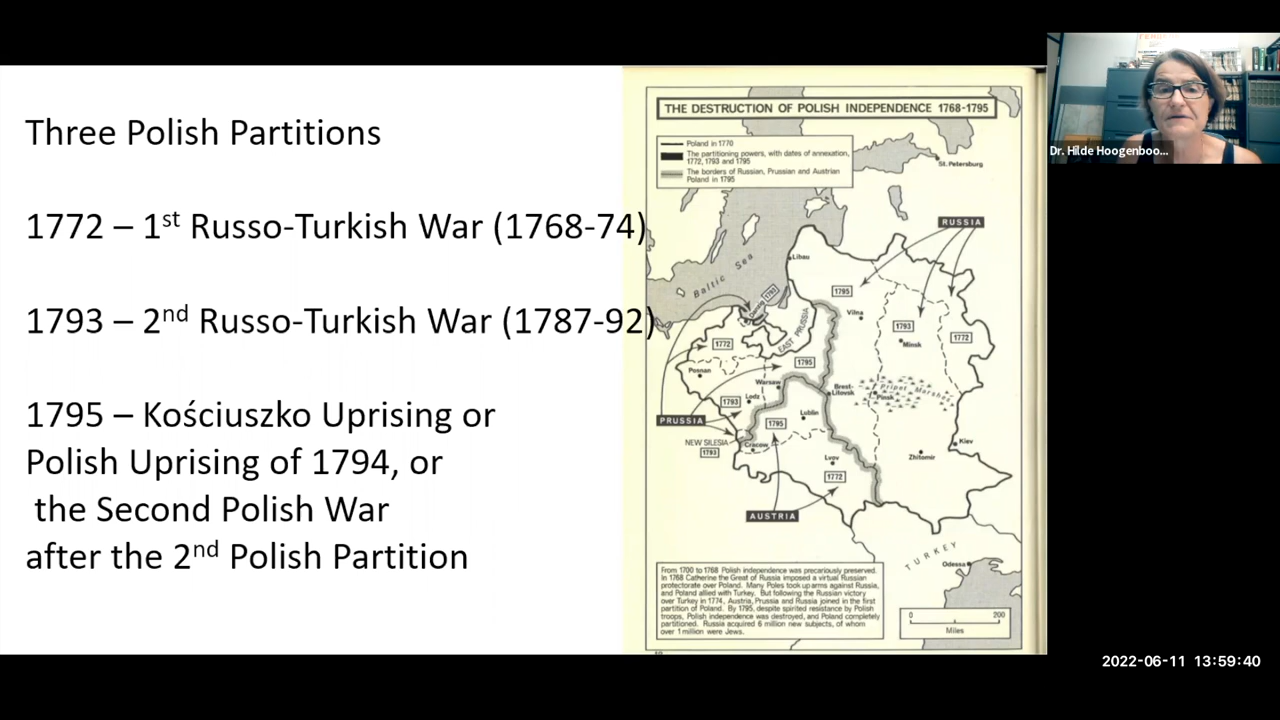 Three Polish Partitions
1772 – 1st Russo-Turkish War (1768-74)
1793 – 2nd Russo-Turkish War (1787-92)
1795 – Kościuszko Uprising or
Polish Uprising of 1794, or
the Second Polish War
after the 2nd Polish Partition
THE DESTRUCTION OF POLISH INDEPENDENCE 1768-1795
Poland in 1770
The partitioning powers, with dates of annexation,
1772, 1793 and 1795
The borders of Russian, Prussian and Austrian
Poland in 1795
St. Petersburg
RUSSIA
Libau
Baltic Sea
1795
Danzig
1793
Vilna
EAST PRUSSIA
1793
1772
1772
Minsk
1795
Posnan
Warsaw
Brest-
Litovsk
Pripet Marshes
Pinsk
1793
Lodz
Lublin
PRUSSIA
1795
NEW SILESIA
1793
Cracow
Kiev
Lvov
Zhitomir
1772
AUSTRIA
TURKEY
Odessa
From 1700 to 1768 Polish independence was precariously preserved.
In 1768 Catherine the Great of Russia imposed a virtual Russian
protectorate over Poland. Many Poles took up arms against Russia,
and Poland allied with Turkey. But following the Russian victory
over Turkey in 1774, Austria, Prussia and Russia joined in the first
partition of Poland. By 1795, despite spirited resistance by Polish
troops, Polish independence was destroyed, and Poland completely
partitioned. Russia acquired 6 million new subjects, of whom
over 1 million were Jews.
0 200
Miles
Dr. Hilde Hoogenboo...
2022-06-11 13:59:40